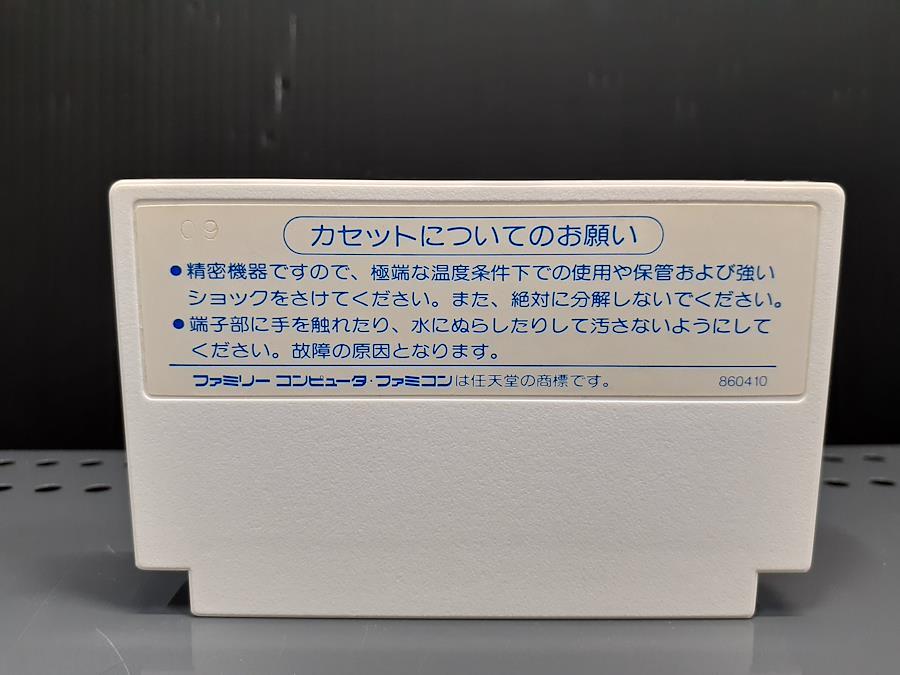 09
カセットについてのお願い
●精密機器ですので、極端な温度条件下での使用や保管および強い
ショックをさけてください。また、絶対に分解しないでください。
●端子部に手を触れたり、水にぬらしたりして汚さないようにして
ください。故障の原因となります。
ファミリー コンピュータ・ファミコンは任天堂の商標です。 860410